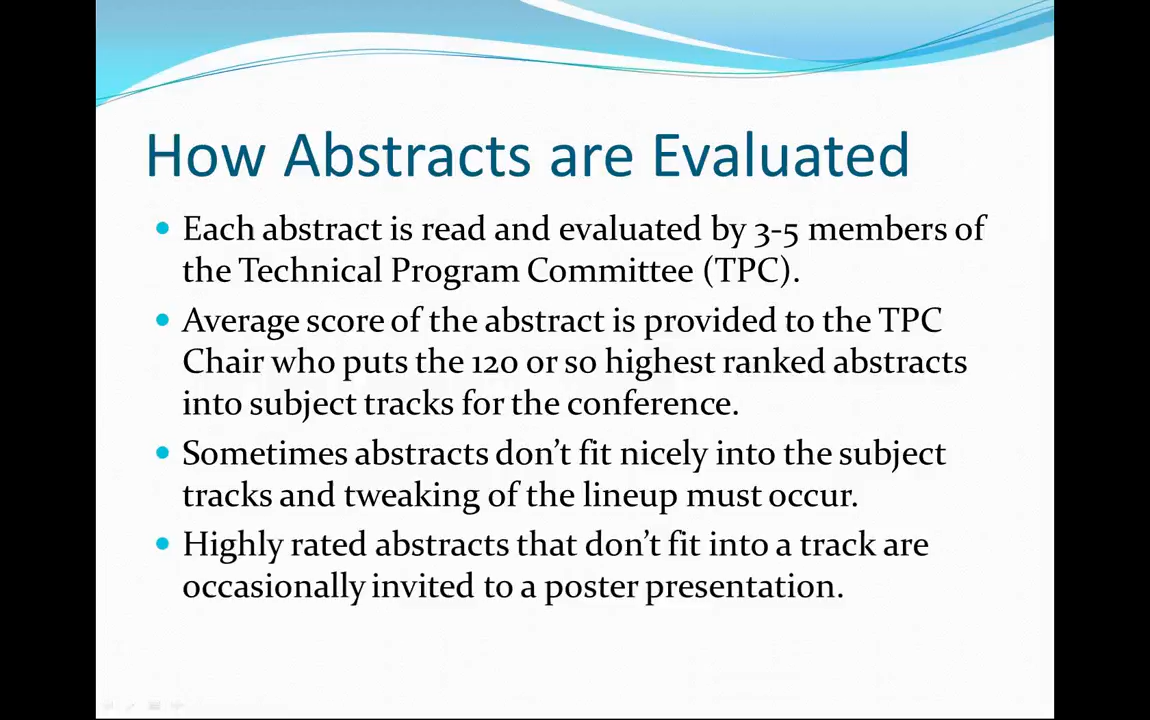 How Abstracts are Evaluated
• Each abstract is read and evaluated by 3-5 members of
the Technical Program Committee (TPC).
• Average score of the abstract is provided to the TPC
Chair who puts the 120 or so highest ranked abstracts
into subject tracks for the conference.
• Sometimes abstracts don’t fit nicely into the subject
tracks and tweaking of the lineup must occur.
• Highly rated abstracts that don’t fit into a track are
occasionally invited to a poster presentation.